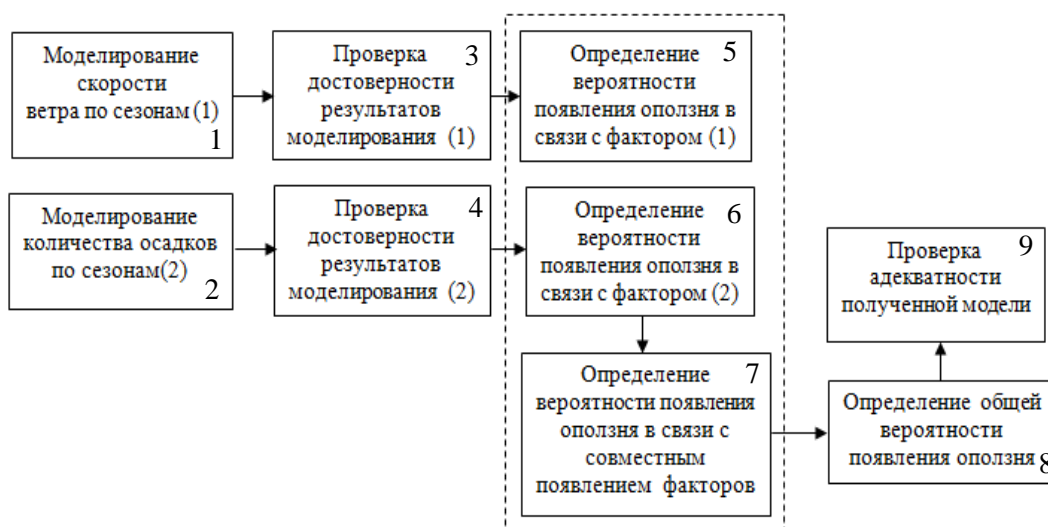 Моделирование
скорости
ветра по сезонам (1)
1
Проверка 3
достоверности
результатов
моделирования (1)
Определение 5
вероятности
появления оползня в
связи с фактором (1)
Моделирование
количества осадков
по сезонам(2)
2
Проверка 4
достоверности
результатов
моделирования (2)
Определение 6
вероятности
появления оползня в
связи с фактором (2)
Определение 7
вероятности появления
оползня в связи с
совместным
появлением факторов
Определение общей
вероятности
появления оползня 8
Проверка 9
адекватности
полученной модели